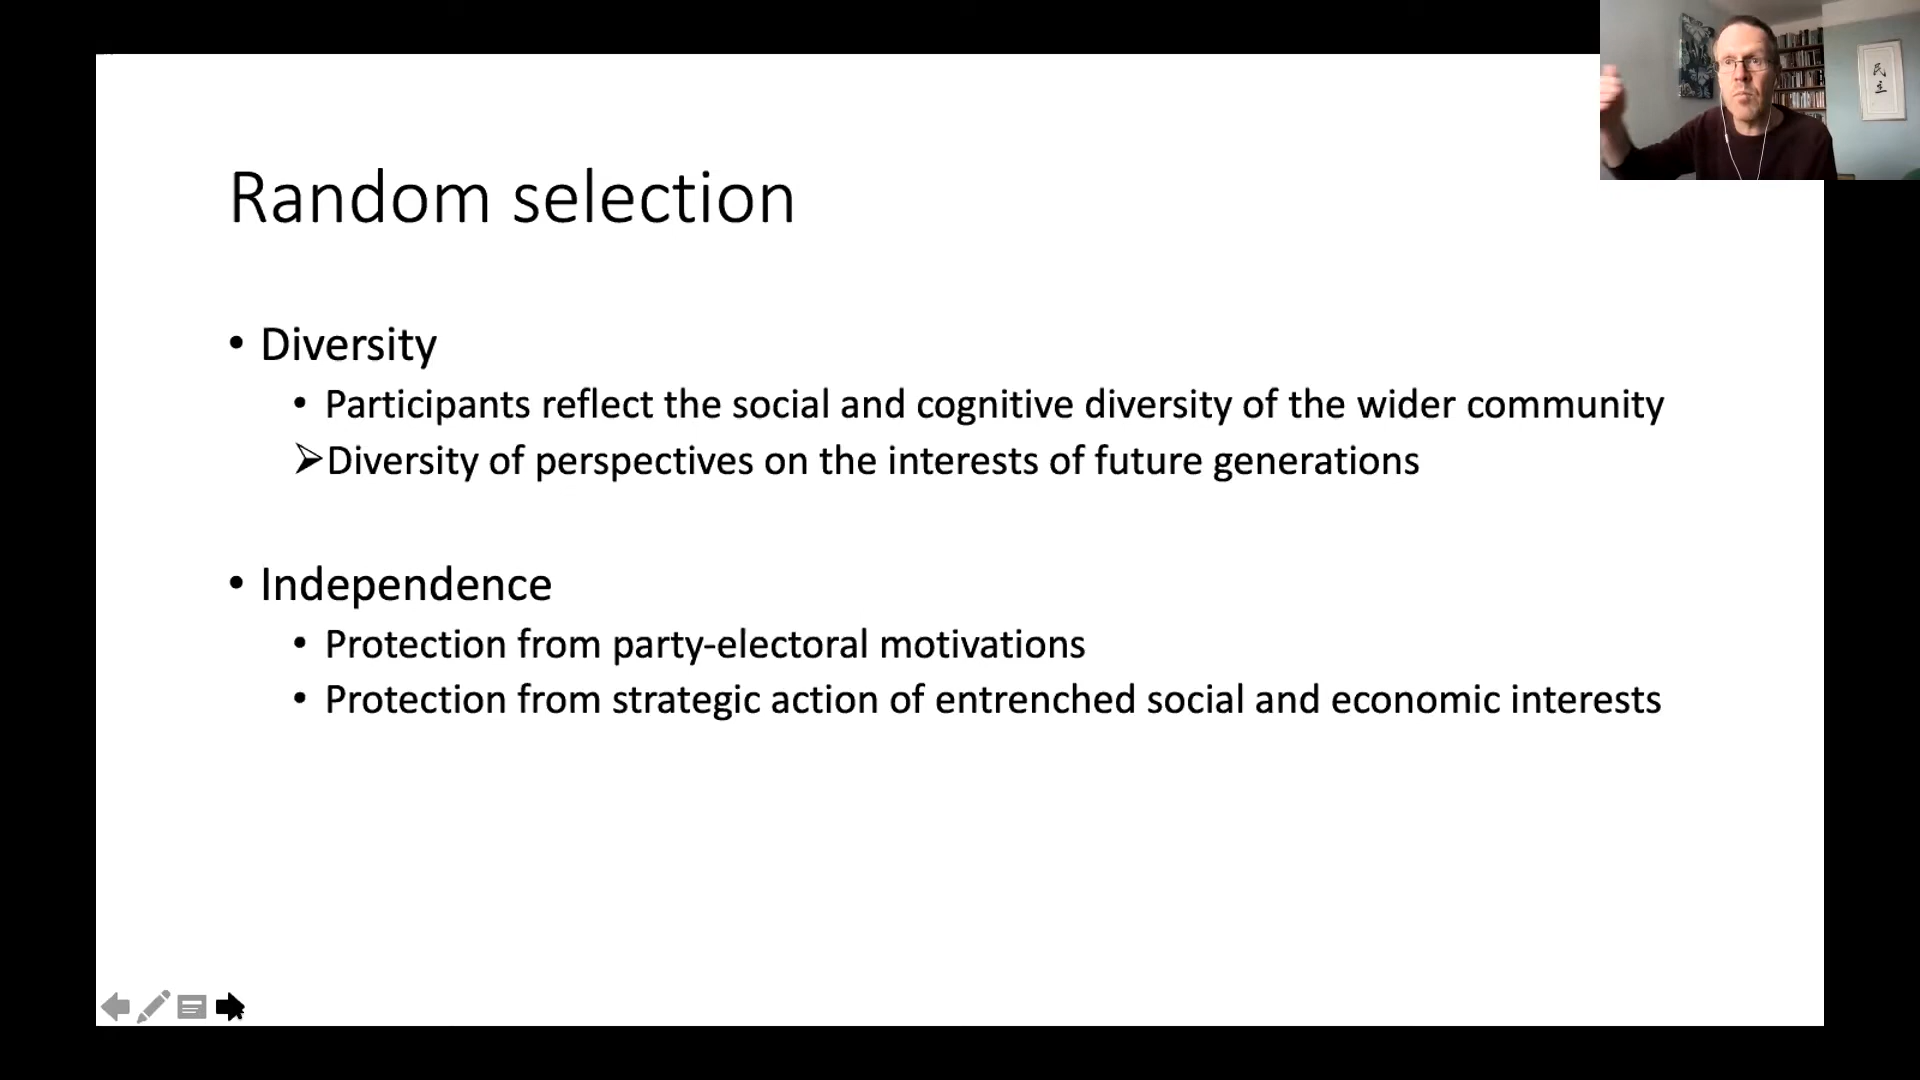 Random selection
• Diversity
• Participants reflect the social and cognitive diversity of the wider community
➢Diversity of perspectives on the interests of future generations
• Independence
• Protection from party-electoral motivations
• Protection from strategic action of entrenched social and economic interests
民
主